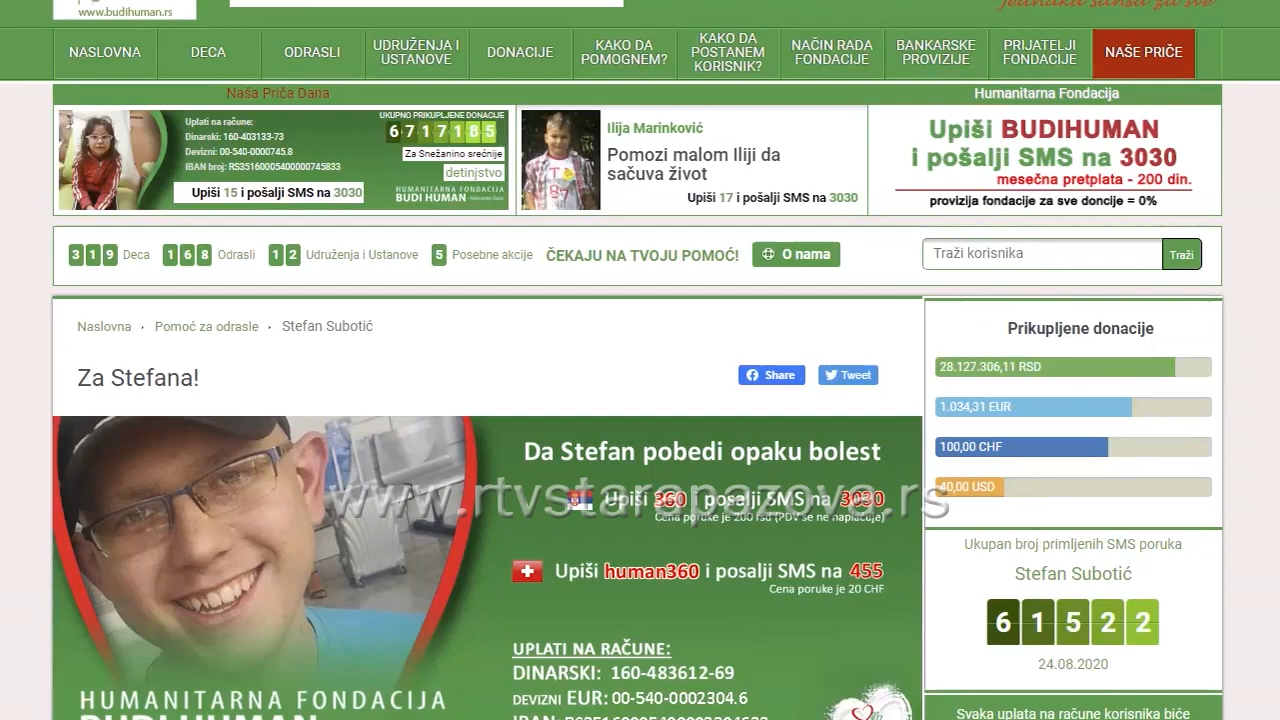 www.budihuman.rs
jednaka šansa za sve
NASLOVNA
DECA
ODRASLI
UDRUŽENJA I
USTANOVE
DONACIJE
KAKO DA
POMOGNEM?
KAKO DA
POSTANEM
KORISNIK?
NAČIN RADA
FONDACIJE
BANKARSKE
PROVIZIJE
PRIJATELJI
FONDACIJE
NAŠE PRIČE
Naša Priča Dana
Humanitarna Fondacija
Uplati na račune:
Dinarski: 160-403133-73
Devizni: 00-540-0000745.8
IBAN broj: RS35160005400000745833
Upiši 15 i pošalji SMS na 3030
UKUPNO PRIKUPLJENE DONACIJE
6717185
Za Snežanino srećnije
detinjstvo
HUMANITARNA FONDACIJA
BUDI HUMAN
Ilija Marinković
Pomozi malom Iliji da
sačuva život
Upiši 17 i pošalji SMS na 3030
Upiši BUDIHUMAN
i pošalji SMS na 3030
mesečna pretplata - 200 din.
provizija fondacije za sve doncije = 0%
319 Deca 168 Odrasli 12 Udruženja i Ustanove 5 Posebne akcije ČEKAJU NA TVOJU POMOĆ! O nama
Traži korisnika
Traži
Naslovna · Pomoć za odrasle · Stefan Subotić
Za Stefana!
Share
Tweet
Da Stefan pobedi opaku bolest
Upiši 360 i posalji SMS na 3030
Cena poruke je 200 rsd (PDV se ne naplaćuje)
www.rtvstarapazova.rs
Upiši human360 i posalji SMS na 455
Cena poruke je 20 CHF
UPLATI NA RAČUNE:
DINARSKI: 160-483612-69
DEVIZNI EUR: 00-540-0002304.6
HUMANITARNA FONDACIJA
BUDI HUMAN
Prikupljene donacije
28.127.306,11 RSD
1.034,31 EUR
100,00 CHF
40,00 USD
Ukupan broj primljenih SMS poruka
Stefan Subotić
61522
24.08.2020
Svaka uplata na račune korisnika biće